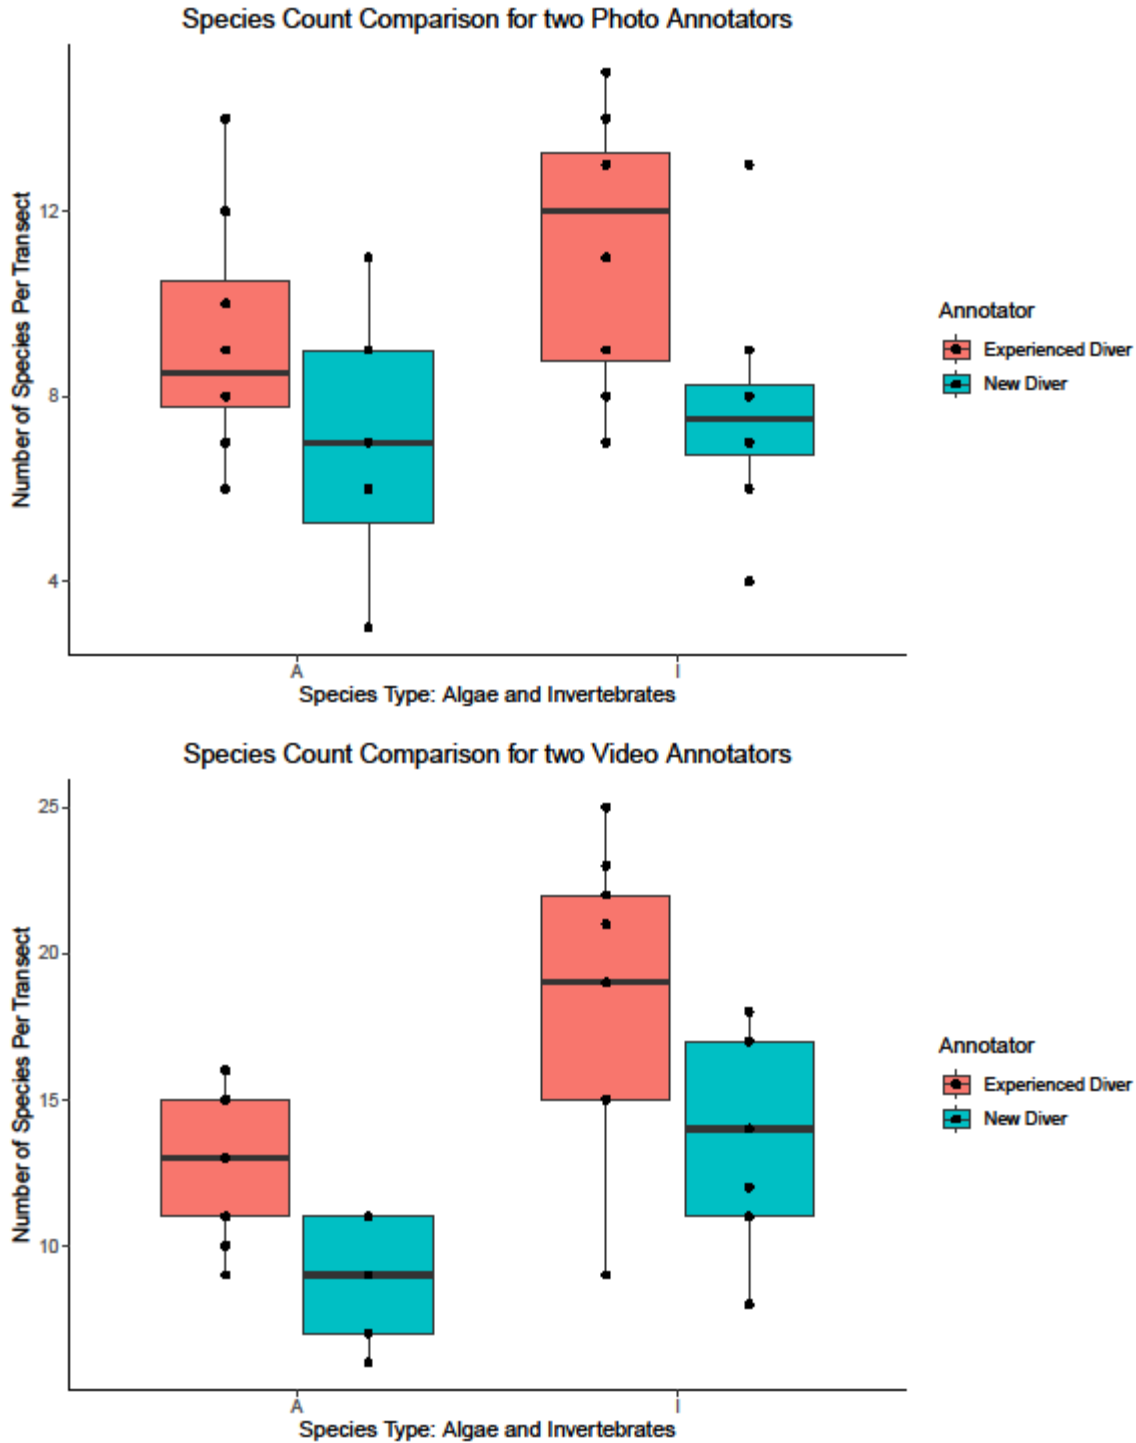 Species Count Comparison for two Photo Annotators
Number of Species Per Transect
12
8
4
A
I
Species Type: Algae and Invertebrates
Annotator
Experienced Diver
New Diver
Species Count Comparison for two Video Annotators
Number of Species Per Transect
25
20
15
10
A
I
Species Type: Algae and Invertebrates
Annotator
Experienced Diver
New Diver